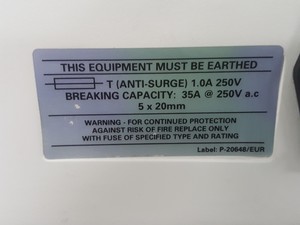 THIS EQUIPMENT MUST BE EARTHED
T (ANTI-SURGE) 1.0A 250V
BREAKING CAPACITY: 35A @ 250V a.c
5 x 20mm
WARNING - FOR CONTINUED PROTECTION
AGAINST RISK OF FIRE REPLACE ONLY
WITH FUSE OF SPECIFIED TYPE AND RATING
Label: P-20648/EUR